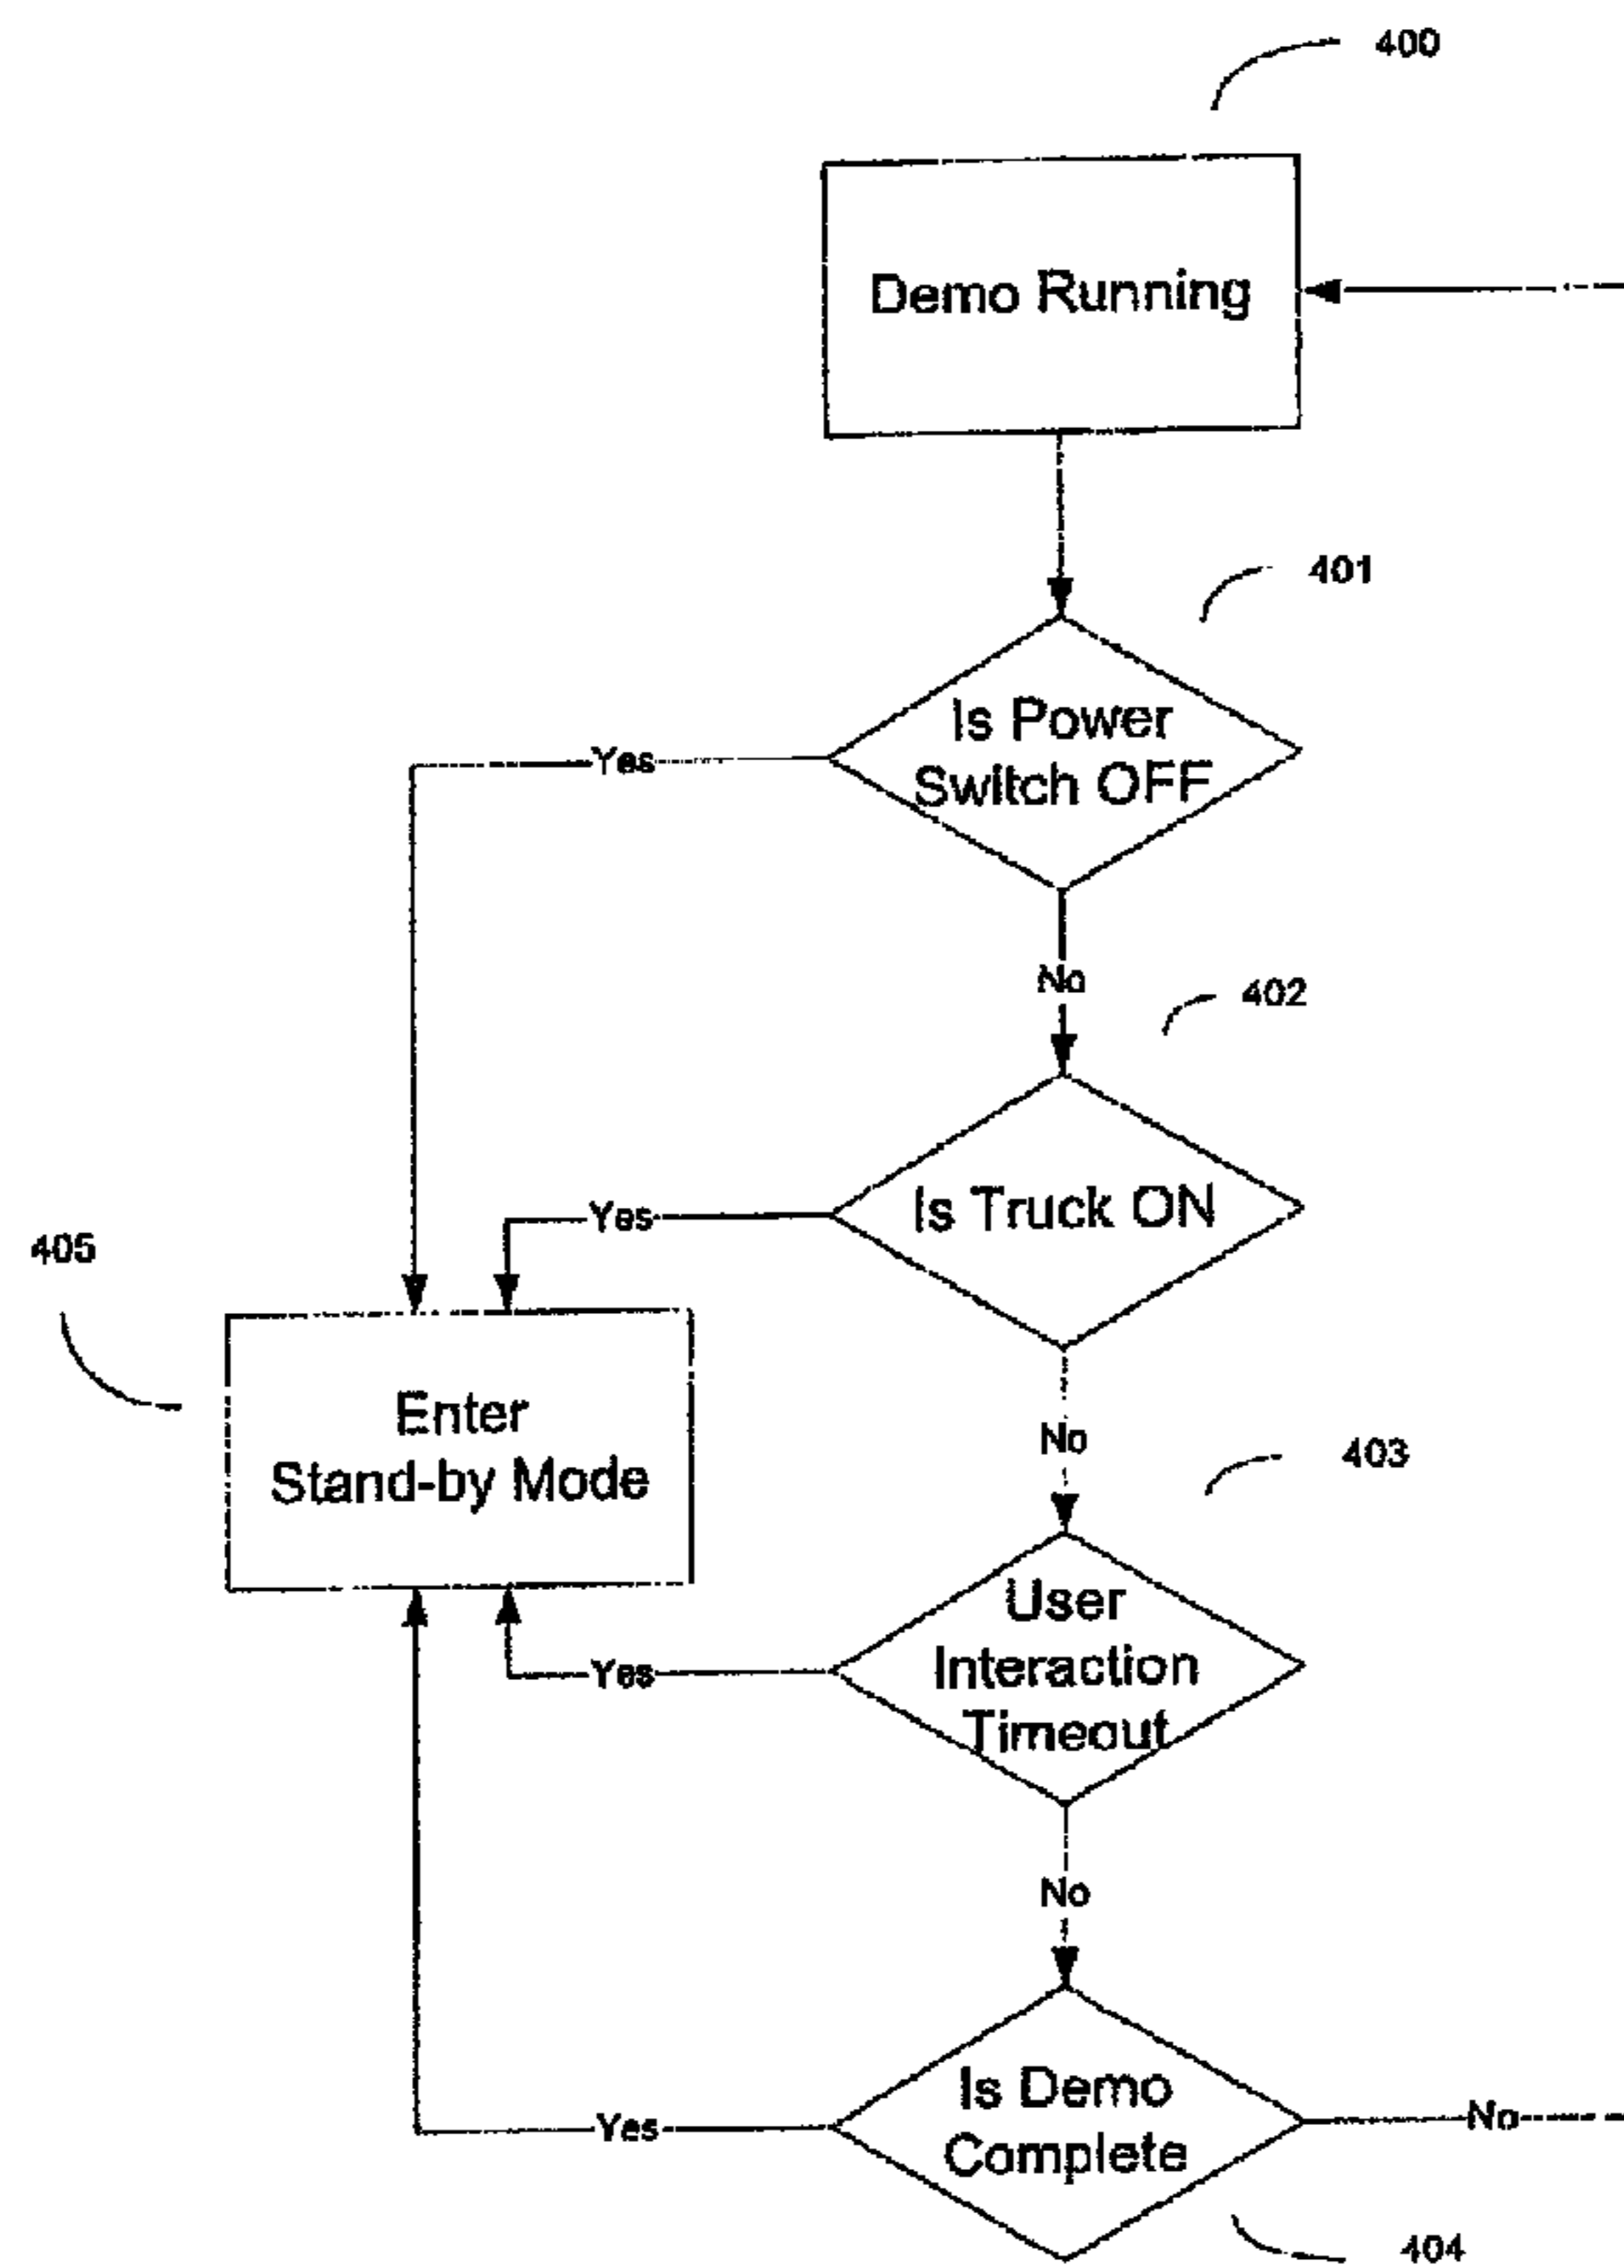 400
Demo Running
401
Is Power
Switch OFF
Yes
No
402
Is Truck ON
Yes
405
Enter
Stand-by Mode
No
403
User
Interaction
Timeout
Yes
No
Is Demo
Complete
Yes
No
404